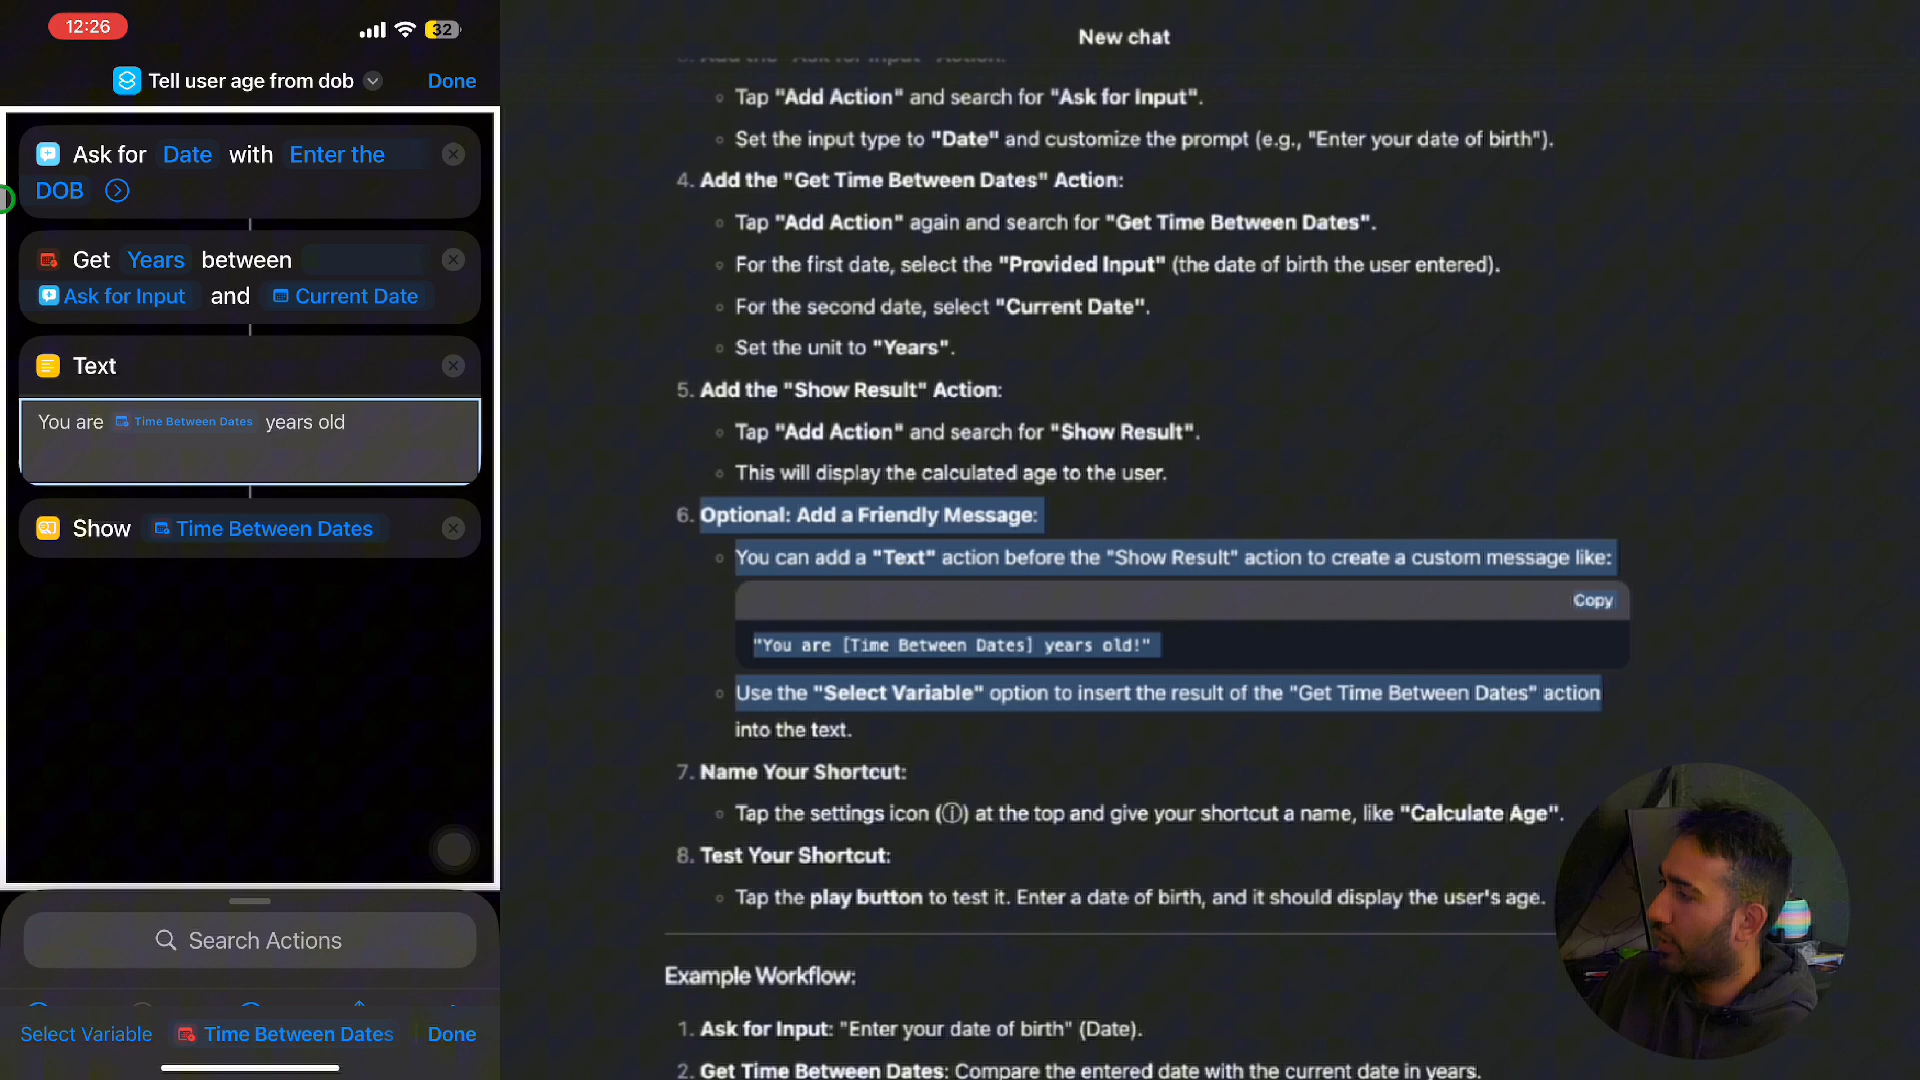 12:26
32
Tell user age from dob
Done
Ask for Date with Enter the
DOB
Get Years between
Ask for Input and Current Date
Text
You are Time Between Dates years old
Show Time Between Dates
Search Actions
Select Variable Time Between Dates Done
New chat
Tap "Add Action" and search for "Ask for Input".
Set the input type to "Date" and customize the prompt (e.g., "Enter your date of birth").
4. Add the "Get Time Between Dates" Action:
Tap "Add Action" again and search for "Get Time Between Dates".
For the first date, select the "Provided Input" (the date of birth the user entered).
For the second date, select "Current Date".
Set the unit to "Years".
5. Add the "Show Result" Action:
Tap "Add Action" and search for "Show Result".
This will display the calculated age to the user.
6. Optional: Add a Friendly Message:
You can add a "Text" action before the "Show Result" action to create a custom message like:
Copy
"You are [Time Between Dates] years old!"
Use the "Select Variable" option to insert the result of the "Get Time Between Dates" action
into the text.
7. Name Your Shortcut:
Tap the settings icon (ⓘ) at the top and give your shortcut a name, like "Calculate Age".
8. Test Your Shortcut:
Tap the play button to test it. Enter a date of birth, and it should display the user's age.
Example Workflow:
1. Ask for Input: "Enter your date of birth" (Date).
2. Get Time Between Dates: Compare the entered date with the current date in years.